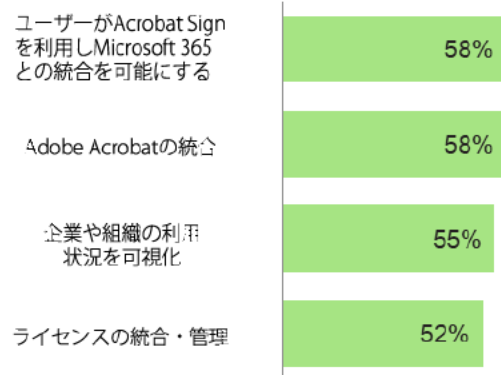 ユーザーがAcrobat Sign
を利用しMicrosoft 365
との統合を可能にする
58%
Adobe Acrobatの統合
58%
企業や組織の利用
状況を可視化
55%
ライセンスの統合・管理
52%